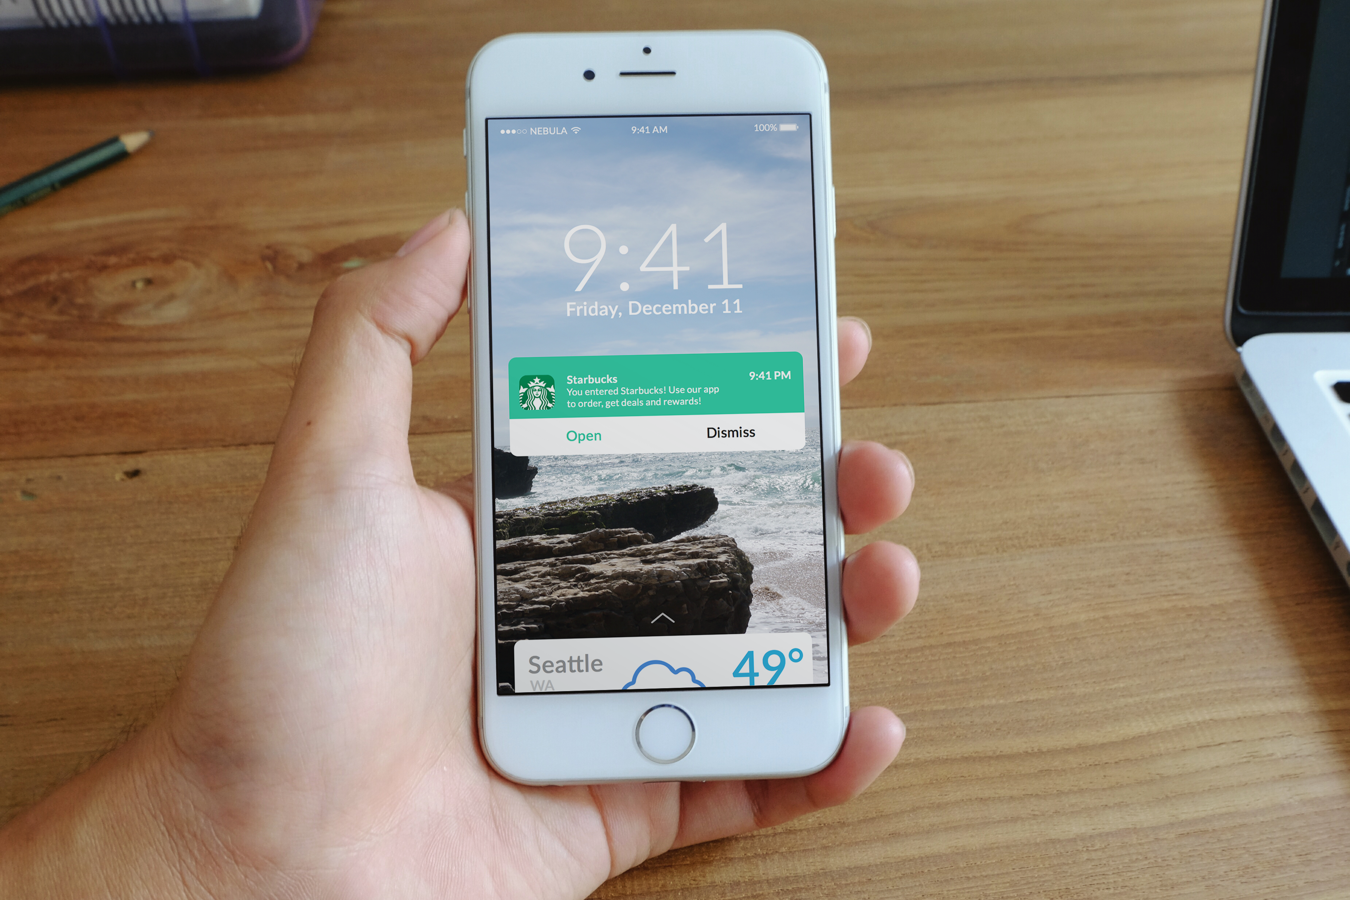 NEBULA 9:41 AM 100%
9:41
Friday, December 11
Starbucks 9:41 PM
You entered Starbucks! Use our app
to order, get deals and rewards!
Open Dismiss
Seattle 49°
WA